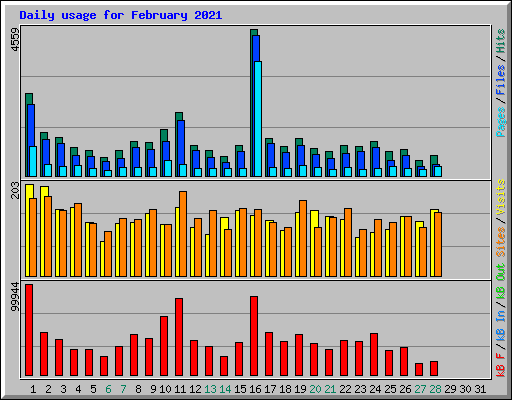 Daily usage for February 2021
4559
Pages / Files / Hits
203
Sites / Visits
99944
kB F / kB In / kB Out
1 2 3 4 5 6 7 8 9 10 11 12 13 14 15 16 17 18 19 20 21 22 23 24 25 26 27 28 29 30 31